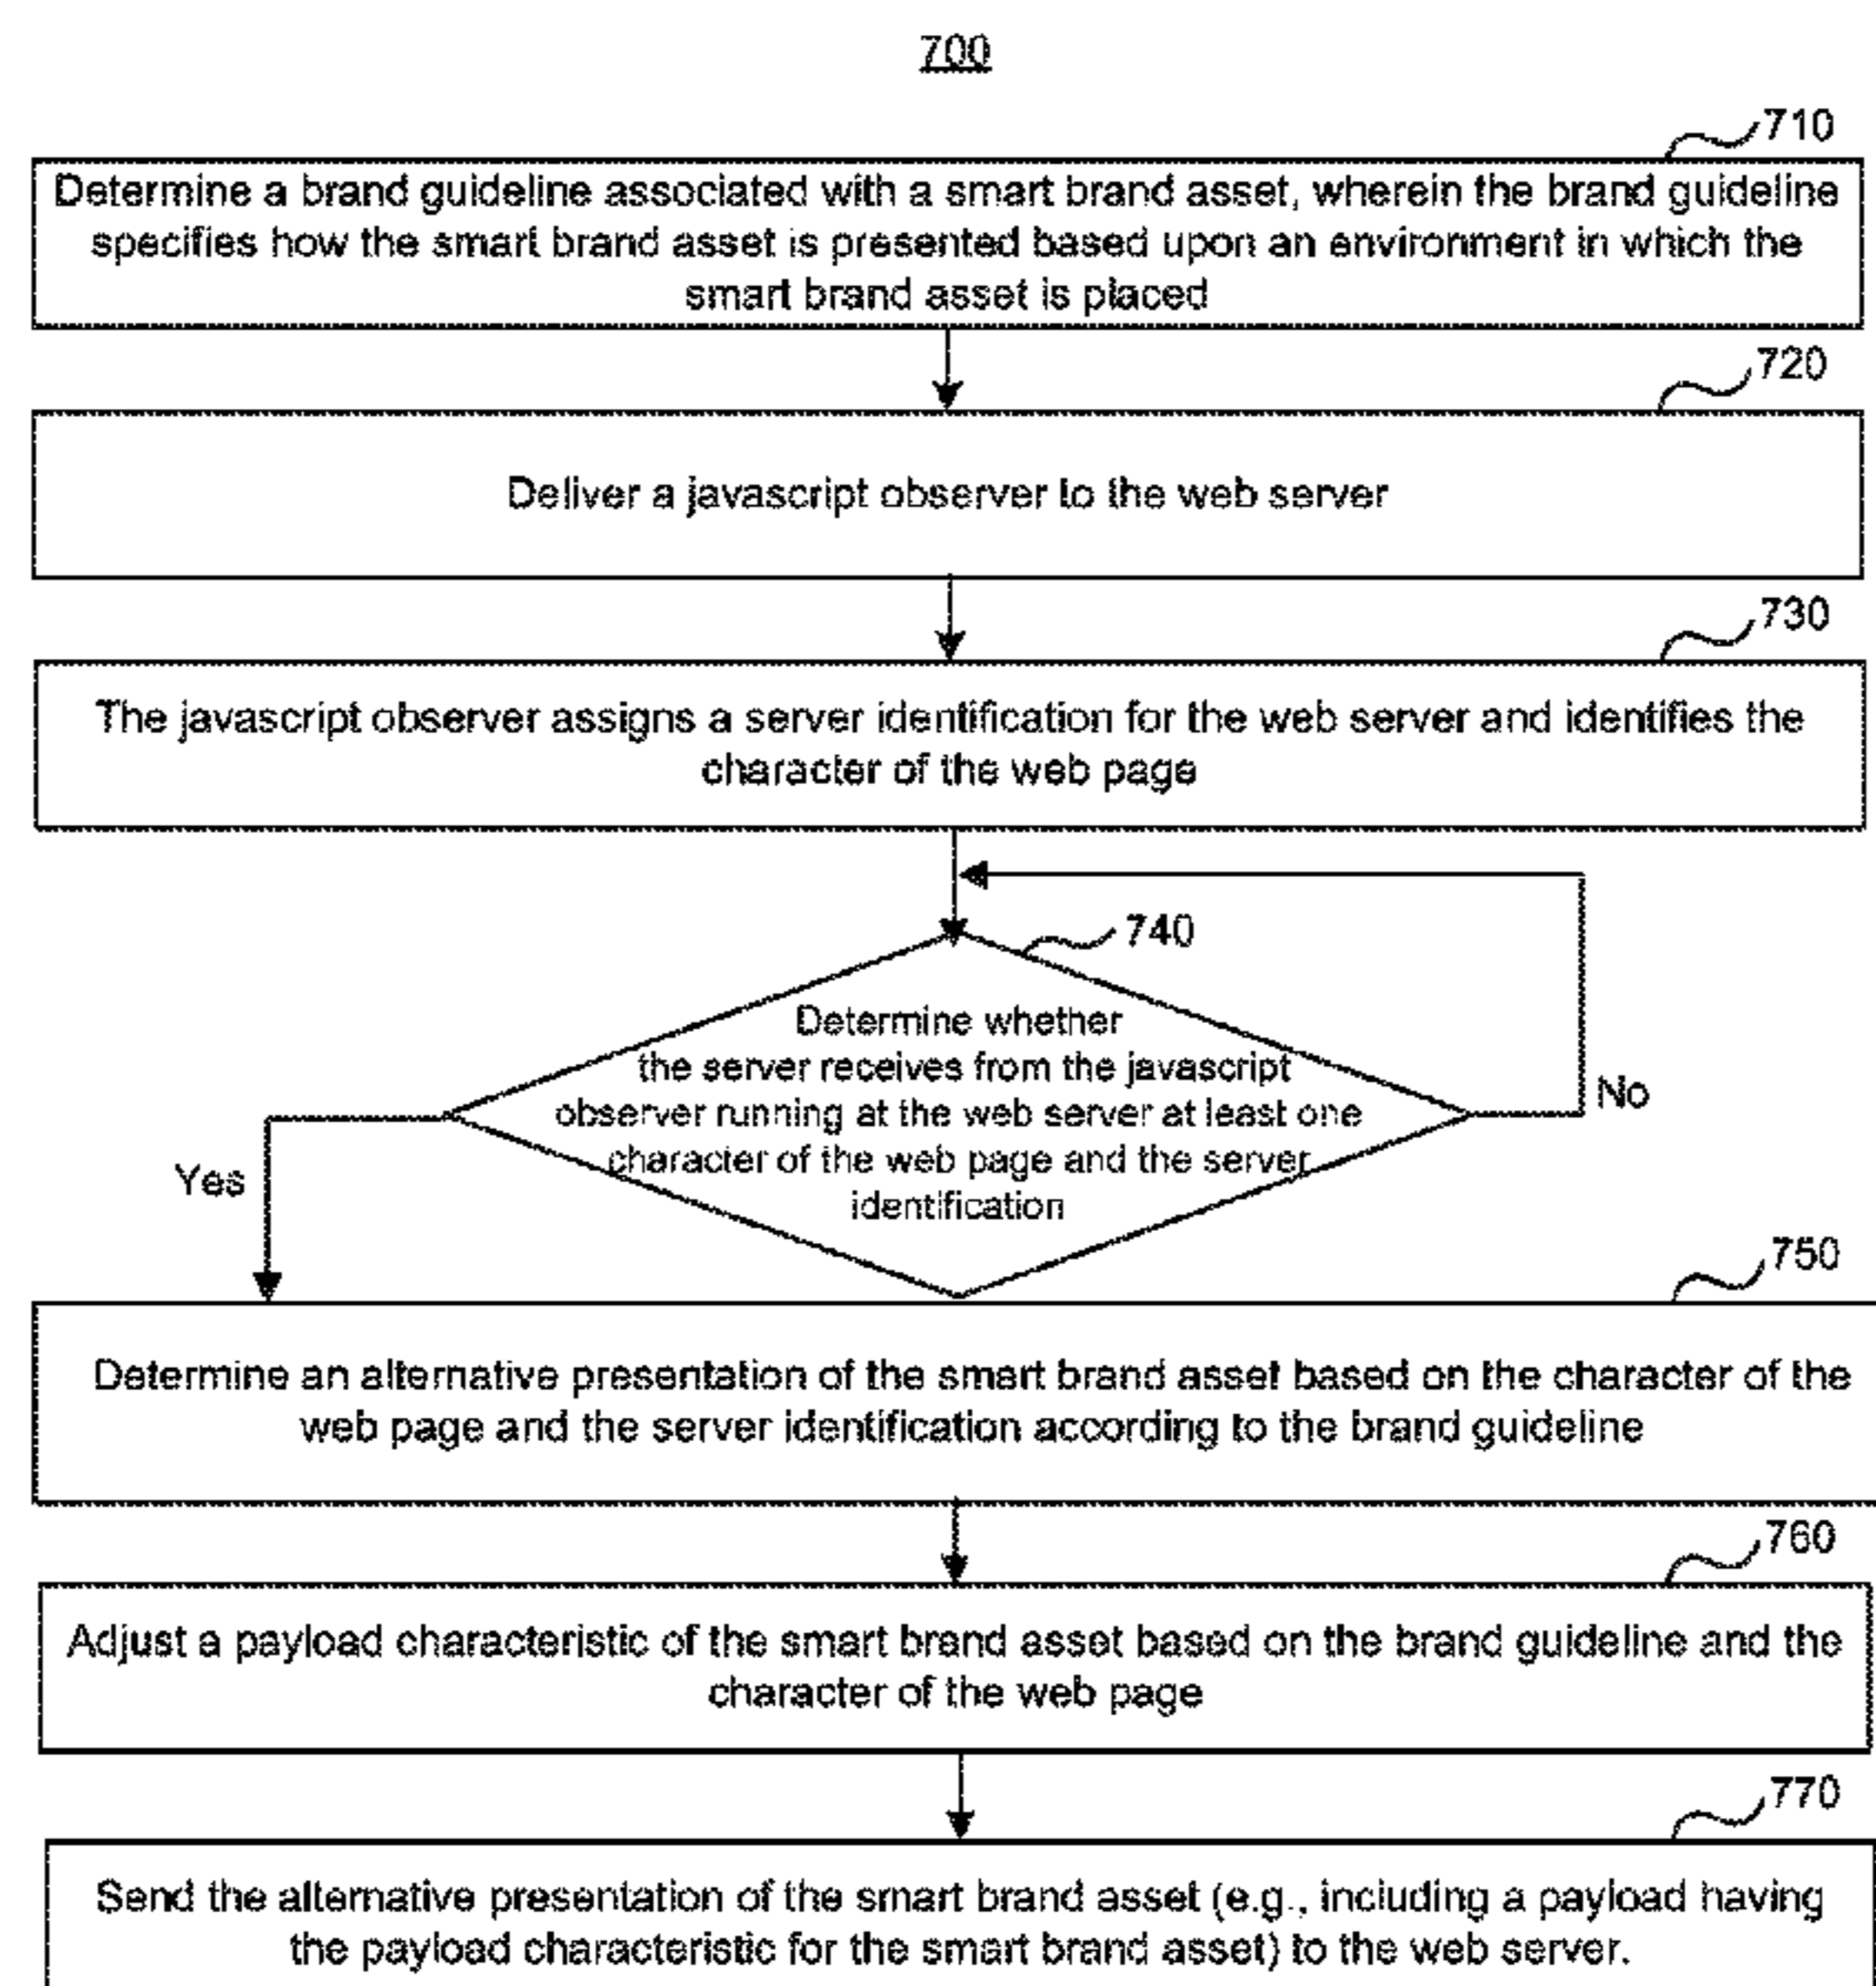 700
710
Determine a brand guideline associated with a smart brand asset, wherein the brand guideline
specifies how the smart brand asset is presented based upon an environment in which the
smart brand asset is placed
720
Deliver a javascript observer to the web server
730
The javascript observer assigns a server identification for the web server and identifies the
character of the web page
740
Determine whether
the server receives from the javascript
observer running at the web server at least one
character of the web page and the server
identification
No
Yes
750
Determine an alternative presentation of the smart brand asset based on the character of the
web page and the server identification according to the brand guideline
760
Adjust a payload characteristic of the smart brand asset based on the brand guideline and the
character of the web page
770
Send the alternative presentation of the smart brand asset (e.g., including a payload having
the payload characteristic for the smart brand asset) to the web server.